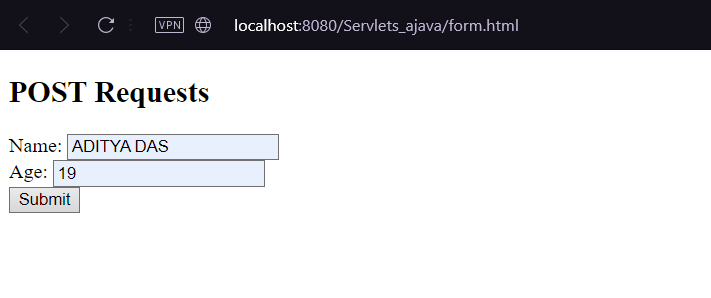 VPN localhost:8080/Servlets_ajava/form.html
POST Requests
Name: ADITYA DAS
Age: 19
Submit